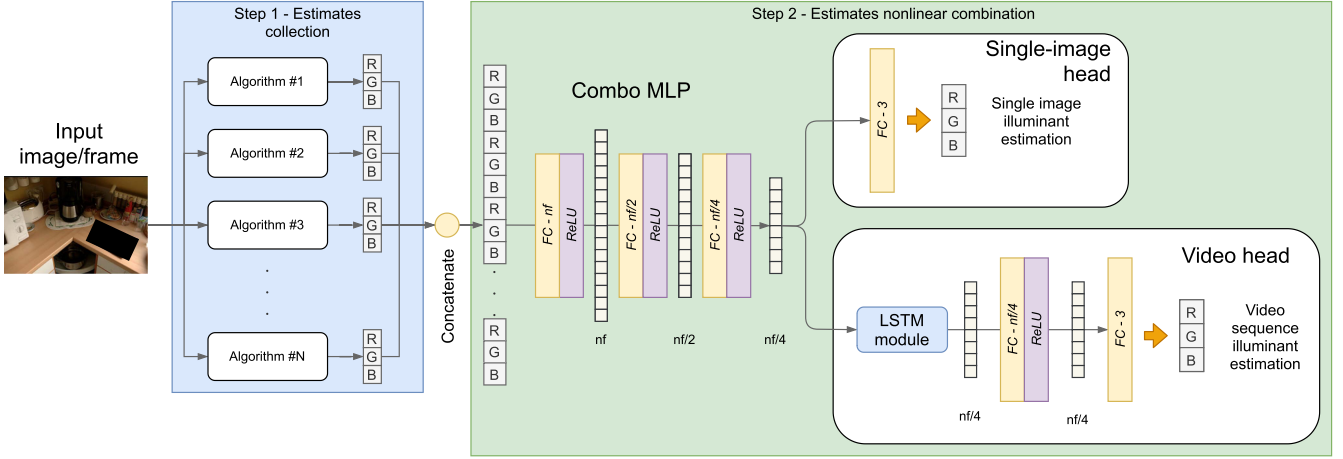 Input
image/frame
Step 1 - Estimates
collection
Algorithm #1
R
G
B
Algorithm #2
R
G
B
Algorithm #3
R
G
B
.
.
.
Algorithm #N
R
G
B
Concatenate
Step 2 - Estimates nonlinear combination
R
G
B
R
G
B
R
G
B
.
.
.
R
G
B
Combo MLP
FC - nf
ReLU
nf
FC - nf/2
ReLU
nf/2
FC - nf/4
ReLU
nf/4
Single-image
head
FC - 3
R
G
B
Single image
illuminant
estimation
Video head
LSTM
module
nf/4
FC - nf/4
ReLU
nf/4
FC - 3
R
G
B
Video
sequence
illuminant
estimation